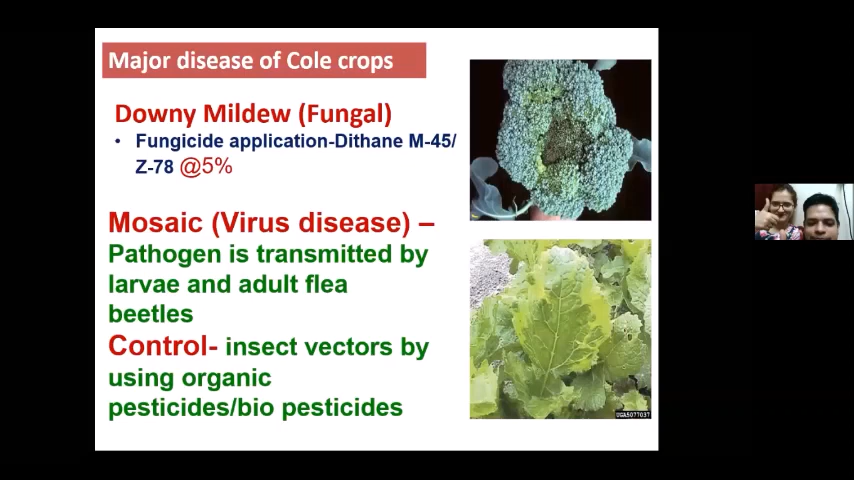 Major disease of Cole crops
Downy Mildew (Fungal)
• Fungicide application-Dithane M-45/
Z-78 @5%
Mosaic (Virus disease) –
Pathogen is transmitted by
larvae and adult flea
beetles
Control- insect vectors by
using organic
pesticides/bio pesticides
UGA5077037